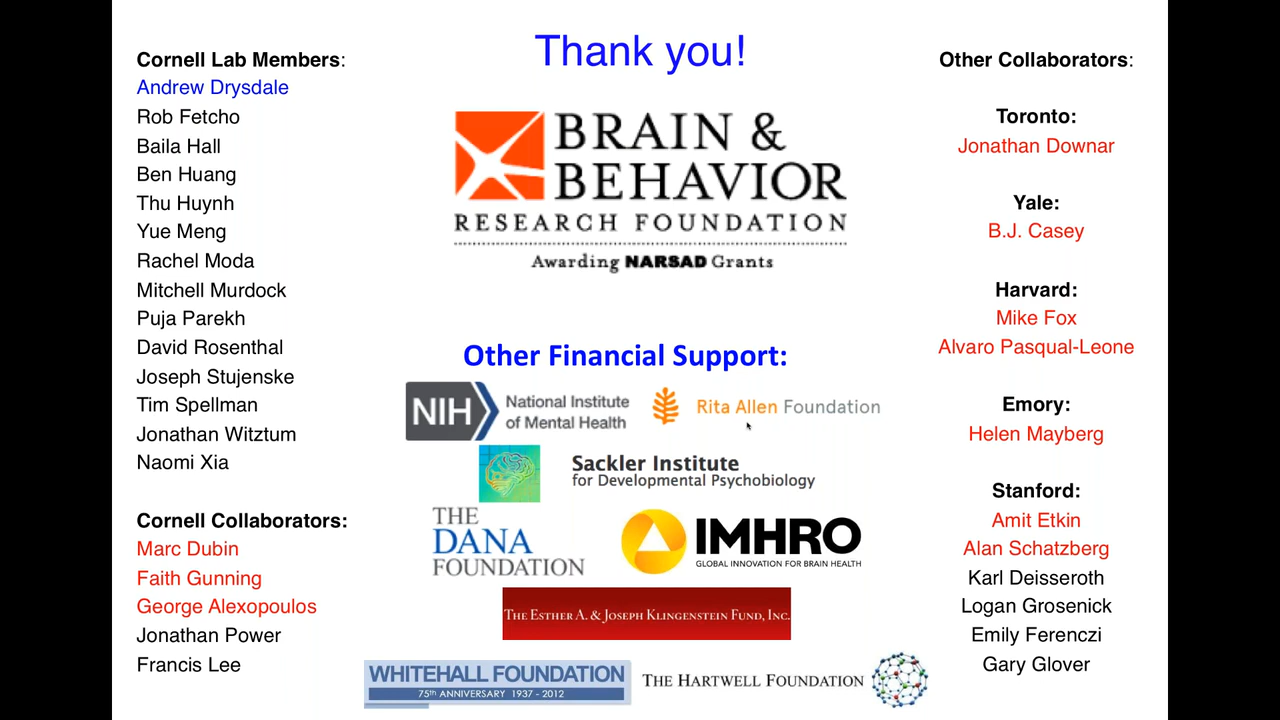 Thank you!
Cornell Lab Members:
Andrew Drysdale
Rob Fetcho
Baila Hall
Ben Huang
Thu Huynh
Yue Meng
Rachel Moda
Mitchell Murdock
Puja Parekh
David Rosenthal
Joseph Stujenske
Tim Spellman
Jonathan Witztum
Naomi Xia
Cornell Collaborators:
Marc Dubin
Faith Gunning
George Alexopoulos
Jonathan Power
Francis Lee
BRAIN &
BEHAVIOR
RESEARCH FOUNDATION
Awarding NARSAD Grants
Other Financial Support:
NIH
National Institute
of Mental Health
Rita Allen Foundation
Sackler Institute
for Developmental Psychobiology
THE
DANA
FOUNDATION
IMHRO
GLOBAL INNOVATION FOR BRAIN HEALTH
THE ESTHER A. & JOSEPH KLINGENSTEIN FUND, INC.
WHITEHALL FOUNDATION
75th ANNIVERSARY 1937 - 2012
THE HARTWELL FOUNDATION
Other Collaborators:
Toronto:
Jonathan Downar
Yale:
B.J. Casey
Harvard:
Mike Fox
Alvaro Pasqual-Leone
Emory:
Helen Mayberg
Stanford:
Amit Etkin
Alan Schatzberg
Karl Deisseroth
Logan Grosenick
Emily Ferenczi
Gary Glover